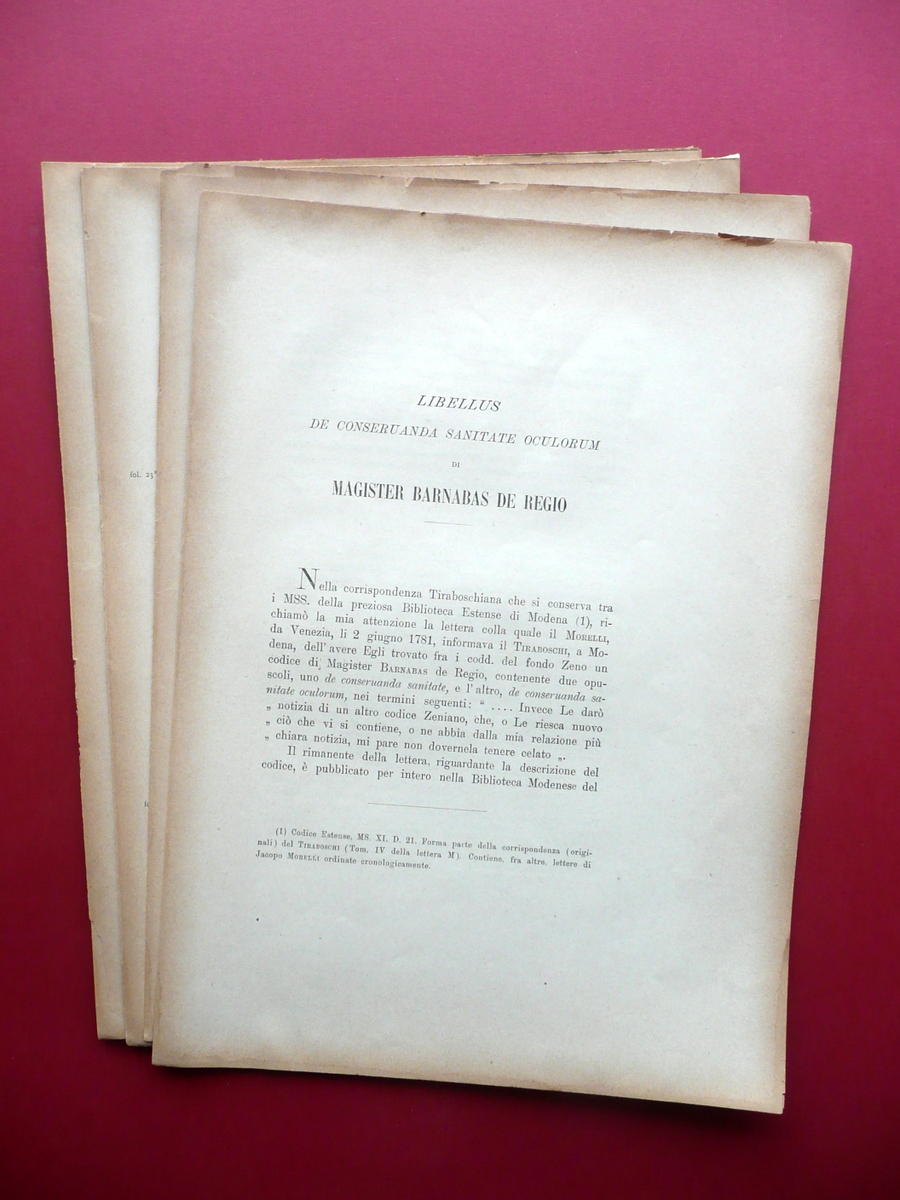 LIBELLUS
DE CONSERUANDA SANITATE OCULORUM
DI
MAGISTER BARNABAS DE REGIO
Nella corrispondenza Tiraboschiana che si conserva tra
i MSS. della preziosa Biblioteca Estense di Modena (1), ri-
chiamò la mia attenzione la lettera colla quale il MORELLI,
da Venezia, li 2 giugno 1781, informava il TIRABOSCHI, a Mo-
dena, dell'avere Egli trovato fra i codd. del fondo Zeno un
codice di Magister BARNABAS de Regio, contenente due opu-
scoli, uno de conseruanda sanitate, e l'altro, de conseruanda sa-
nitate oculorum, nei termini seguenti: " .... Invece Le darò
„ notizia di un altro codice Zeniano, che, o Le riesca nuovo
„ ciò che vi si contiene, o ne abbia dalla mia relazione più
„ chiara notizia, mi pare non dovernela tenere celato „.
Il rimanente della lettera, riguardante la descrizione del
codice, è pubblicato per intero nella Biblioteca Modenese del
(1) Codice Estense, MS. XI. D. 21. Forma parte della corrispondenza (origi-
nali) del TIRABOSCHI (Tom. IV della lettera M). Contiene, fra altre, lettere di
Jacopo MORELLI ordinate cronologicamente.
fol. 23